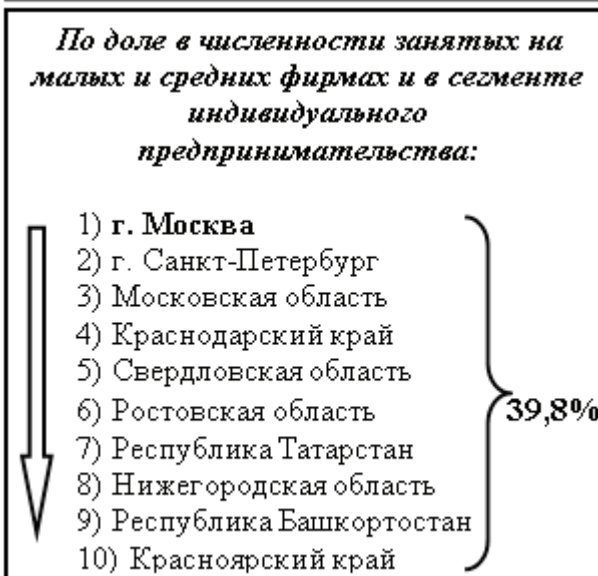 По доле в численности занятых на
малых и средних фирмах и в сегменте
индивидуального
предпринимательства:
1) г. Москва
2) г. Санкт-Петербург
3) Московская область
4) Краснодарский край
5) Свердловская область
6) Ростовская область
7) Республика Татарстан
8) Нижегородская область
9) Республика Башкортостан
10) Красноярский край
39,8%